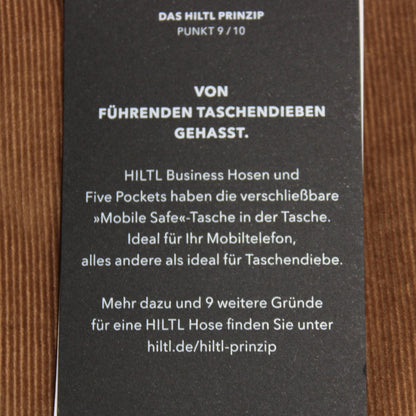 DAS HILTL PRINZIP
PUNKT 9 / 10
VON
FÜHRENDEN TASCHENDIEBEN
GEHASST.
HILTL Business Hosen und
Five Pockets haben die verschließbare
»Mobile Safe«-Tasche in der Tasche.
Ideal für Ihr Mobiltelefon,
alles andere als ideal für Taschendiebe.
Mehr dazu und 9 weitere Gründe
für eine HILTL Hose finden Sie unter
hiltl.de/hiltl-prinzip